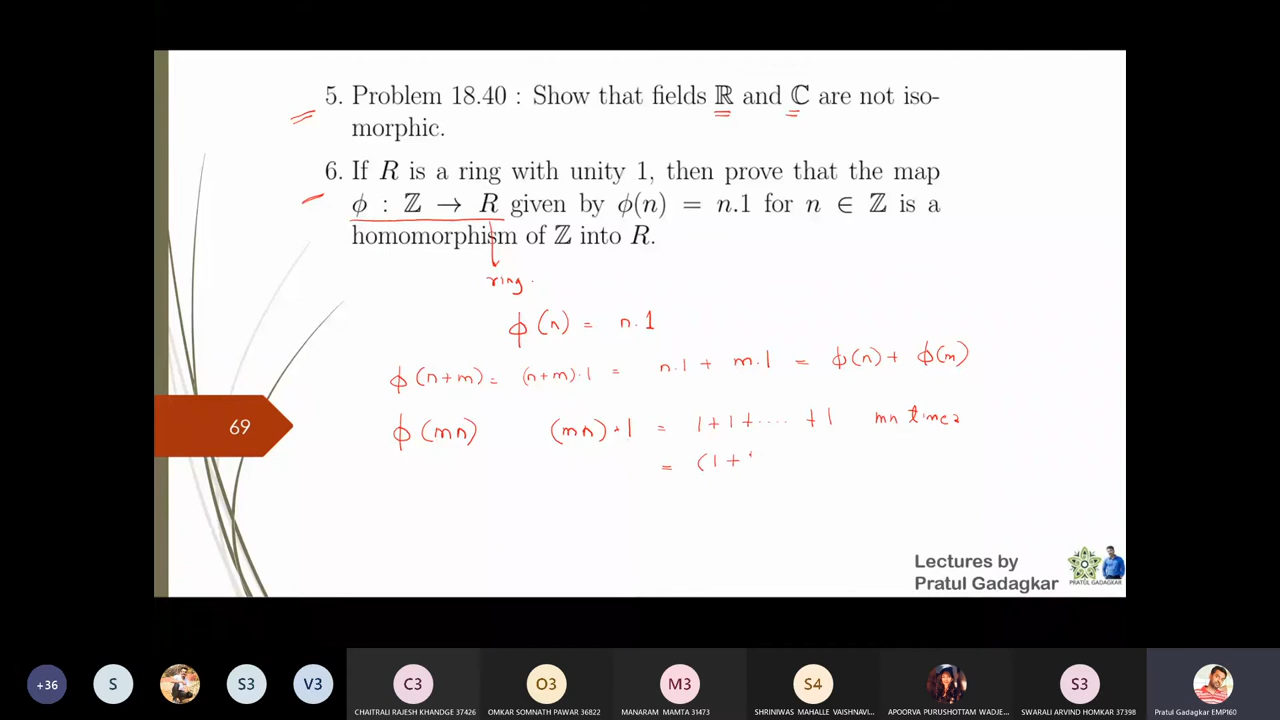 5. Problem 18.40 : Show that fields ℝ and ℂ are not iso-
morphic.
6. If R is a ring with unity 1, then prove that the map
ϕ : ℤ → R given by ϕ(n) = n.1 for n ∈ ℤ is a
homomorphism of ℤ into R.
ring.
ϕ(n) = n.1
ϕ(n+m) = (n+m).1 = n.1 + m.1 = ϕ(n) + ϕ(m)
ϕ(mn) (mn).1 = 1+1+....+1 mn times
= (1+
69
Lectures by
Pratul Gadagkar
PRATUL GADAGKAR
+36
S
S3
V3
C3
CHAITRALI RAJESH KHANDGE 37426
O3
OMKAR SOMNATH PAWAR 36822
M3
MANARAM MAMTA 31473
S4
SHRINIWAS MAHALLE VAISHNAVI...
APOORVA PURUSHOTTAM WADJE...
S3
SWARALI ARVIND HOMKAR 37398
Pratul Gadagkar EMP160